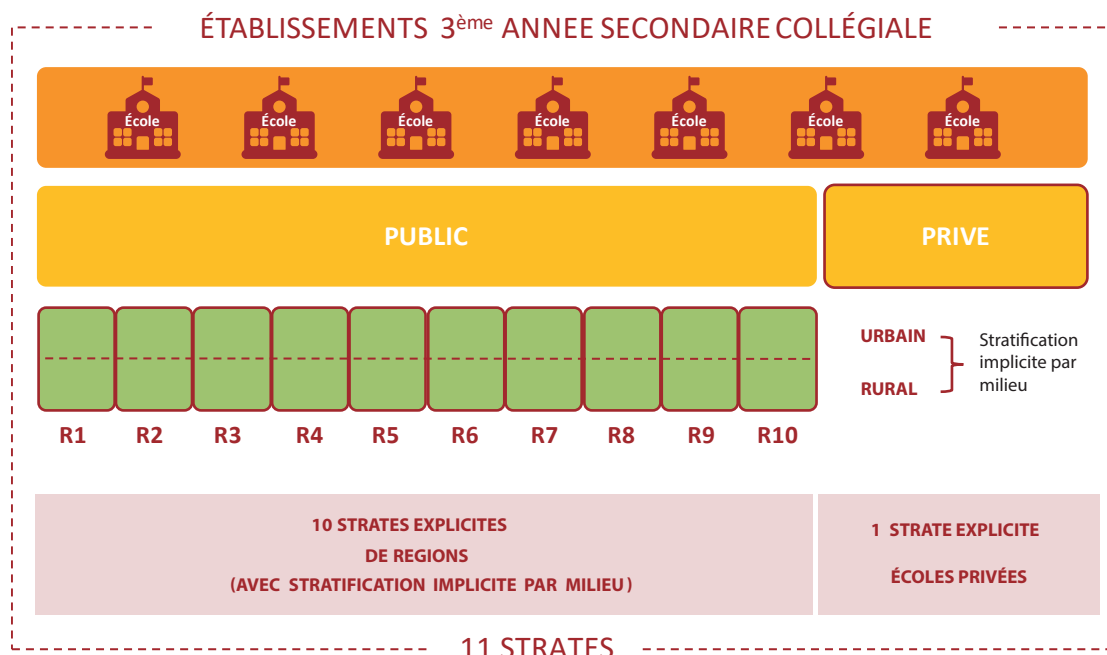 ÉTABLISSEMENTS 3ème ANNEE SECONDAIRE COLLÉGIALE
École École École École École École École
PUBLIC PRIVE
URBAIN
RURAL
Stratification
implicite par
milieu
R1 R2 R3 R4 R5 R6 R7 R8 R9 R10
10 STRATES EXPLICITES
DE REGIONS
(AVEC STRATIFICATION IMPLICITE PAR MILIEU)
1 STRATE EXPLICITE
ÉCOLES PRIVÉES
11 STRATES